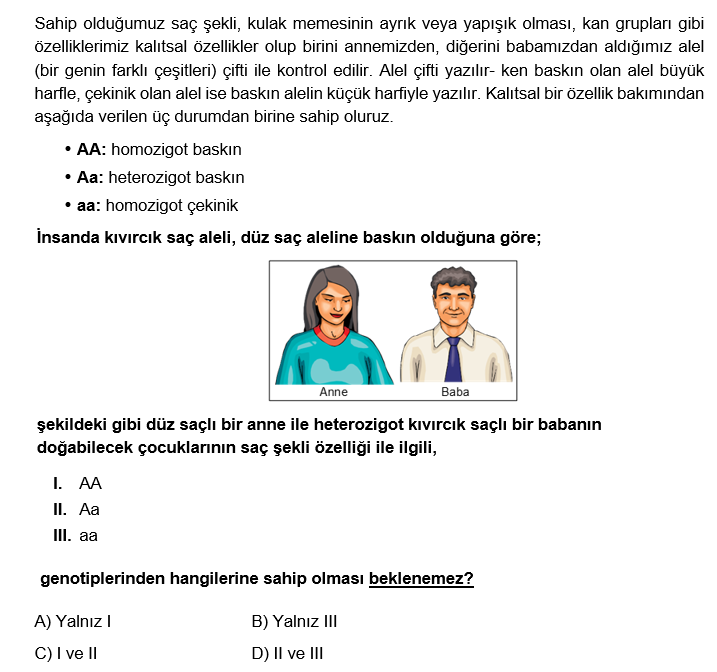 Sahip olduğumuz saç şekli, kulak memesinin ayrık veya yapışık olması, kan grupları gibi
özelliklerimiz kalıtsal özellikler olup birini annemizden, diğerini babamızdan aldığımız alel
(bir genin farklı çeşitleri) çifti ile kontrol edilir. Alel çifti yazılır- ken baskın olan alel büyük
harfle, çekinik olan alel ise baskın alelin küçük harfiyle yazılır. Kalıtsal bir özellik bakımından
aşağıda verilen üç durumdan birine sahip oluruz.
• AA: homozigot baskın
• Aa: heterozigot baskın
• aa: homozigot çekinik
İnsanda kıvırcık saç aleli, düz saç aleline baskın olduğuna göre;
Anne Baba
şekildeki gibi düz saçlı bir anne ile heterozigot kıvırcık saçlı bir babanın
doğabilecek çocuklarının saç şekli özelliği ile ilgili,
I. AA
II. Aa
III. aa
genotiplerinden hangilerine sahip olması beklenemez?
A) Yalnız I B) Yalnız III
C) I ve II D) II ve III